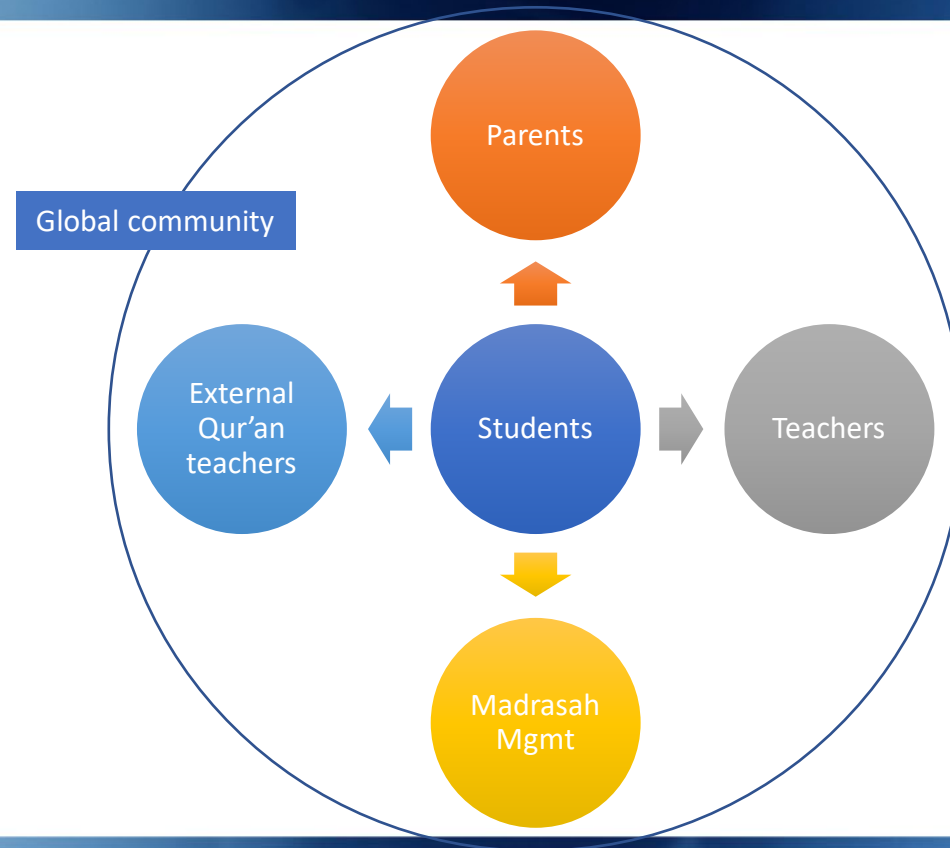 Parents
Global community
External
Qur’an
teachers
Students
Teachers
Madrasah
Mgmt